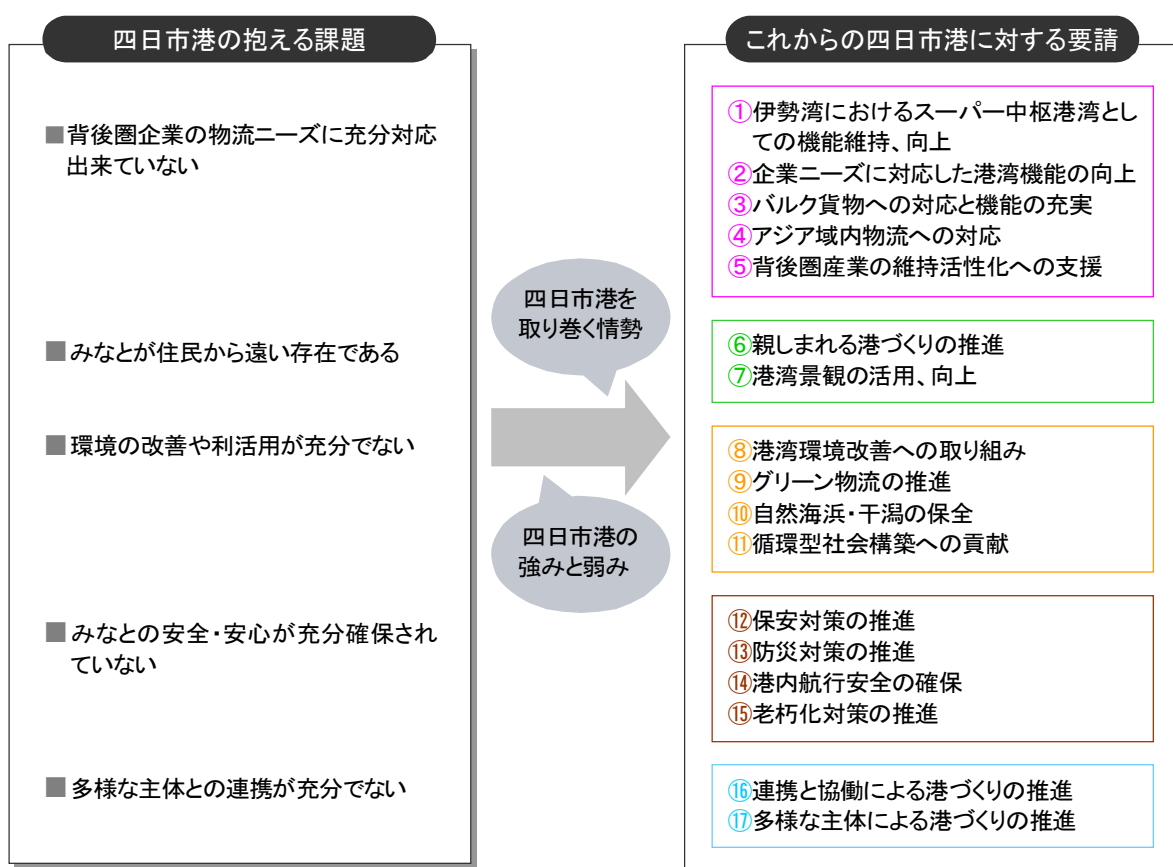 四日市港の抱える課題
■背後圏企業の物流ニーズに充分対応
出来ていない
■みなとが住民から遠い存在である
■環境の改善や利活用が充分でない
■みなとの安全・安心が充分確保され
ていない
■多様な主体との連携が充分でない
四日市港を
取り巻く情勢
四日市港の
強みと弱み
これからの四日市港に対する要請
①伊勢湾におけるスーパー中枢港湾とし
ての機能維持、向上
②企業ニーズに対応した港湾機能の向上
③バルク貨物への対応と機能の充実
④アジア域内物流への対応
⑤背後圏産業の維持活性化への支援
⑥親しまれる港づくりの推進
⑦港湾景観の活用、向上
⑧港湾環境改善への取り組み
⑨グリーン物流の推進
⑩自然海浜・干潟の保全
⑪循環型社会構築への貢献
⑫保安対策の推進
⑬防災対策の推進
⑭港内航行安全の確保
⑮老朽化対策の推進
⑯連携と協働による港づくりの推進
⑰多様な主体による港づくりの推進